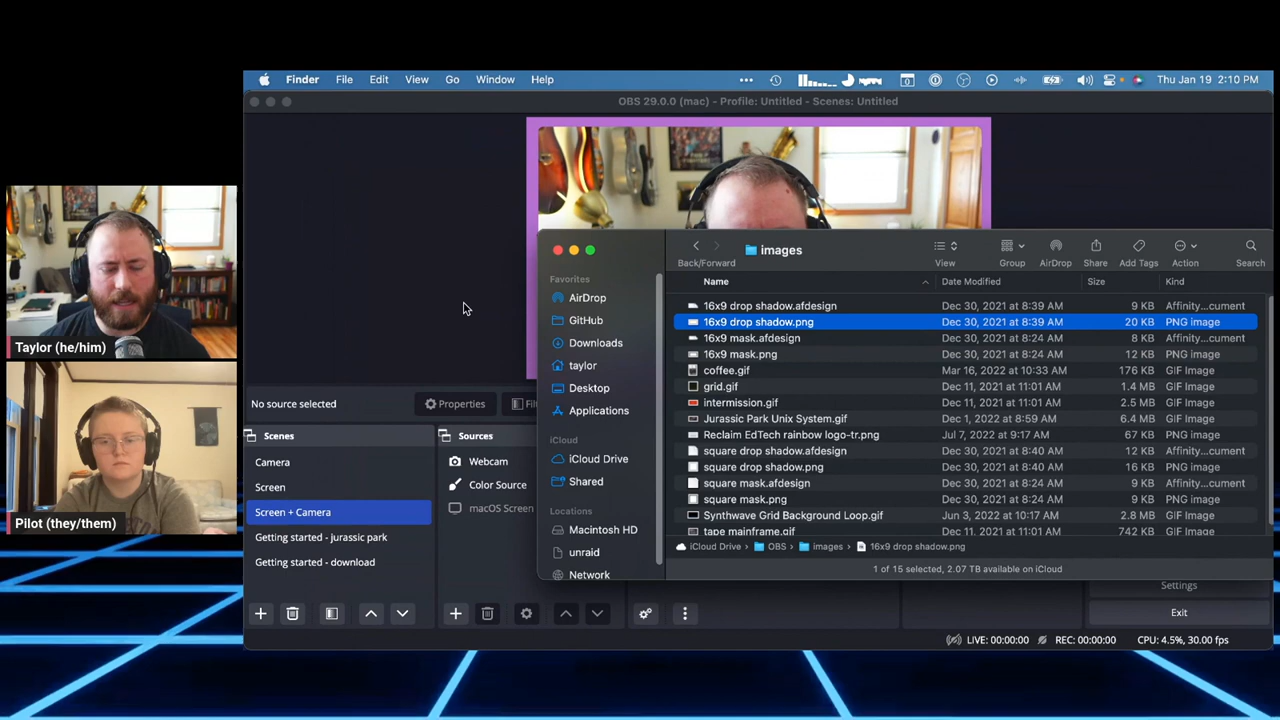 Finder File Edit View Go Window Help Thu Jan 19 2:10 PM
OBS 29.0.0 (mac) - Profile: Untitled - Scenes: Untitled
Taylor (he/him)
Pilot (they/them)
No source selected
Properties
Fil
Scenes
Camera
Screen
Screen + Camera
Getting started - jurassic park
Getting started - download
Sources
Webcam
Color Source
macOS Screen
images
Back/Forward View Group AirDrop Share Add Tags Action Search
Favorites
AirDrop
GitHub
Downloads
taylor
Desktop
Applications
iCloud
iCloud Drive
Shared
Locations
Macintosh HD
unraid
Network
Name Date Modified Size Kind
16x9 drop shadow.afdesign Dec 30, 2021 at 8:39 AM 9 KB Affinity...cument
16x9 drop shadow.png Dec 30, 2021 at 8:39 AM 20 KB PNG image
16x9 mask.afdesign Dec 30, 2021 at 8:24 AM 8 KB Affinity...cument
16x9 mask.png Dec 30, 2021 at 8:24 AM 12 KB PNG image
coffee.gif Mar 16, 2022 at 10:33 AM 176 KB GIF Image
grid.gif Dec 11, 2021 at 11:01 AM 1.4 MB GIF Image
intermission.gif Dec 11, 2021 at 11:01 AM 2.5 MB GIF Image
Jurassic Park Unix System.gif Dec 1, 2022 at 8:59 AM 6.4 MB GIF Image
Reclaim EdTech rainbow logo-tr.png Jul 7, 2022 at 9:17 AM 67 KB PNG image
square drop shadow.afdesign Dec 30, 2021 at 8:40 AM 12 KB Affinity...cument
square drop shadow.png Dec 30, 2021 at 8:40 AM 16 KB PNG image
square mask.afdesign Dec 30, 2021 at 8:24 AM 9 KB Affinity...cument
square mask.png Dec 30, 2021 at 8:24 AM 9 KB PNG image
Synthwave Grid Background Loop.gif Jun 3, 2022 at 10:17 AM 2.8 MB GIF Image
tape mainframe.gif Dec 11, 2021 at 11:01 AM 742 KB GIF Image
iCloud Drive › OBS › images › 16x9 drop shadow.png
1 of 15 selected, 2.07 TB available on iCloud
Settings
Exit
LIVE: 00:00:00 REC: 00:00:00 CPU: 4.5%, 30.00 fps